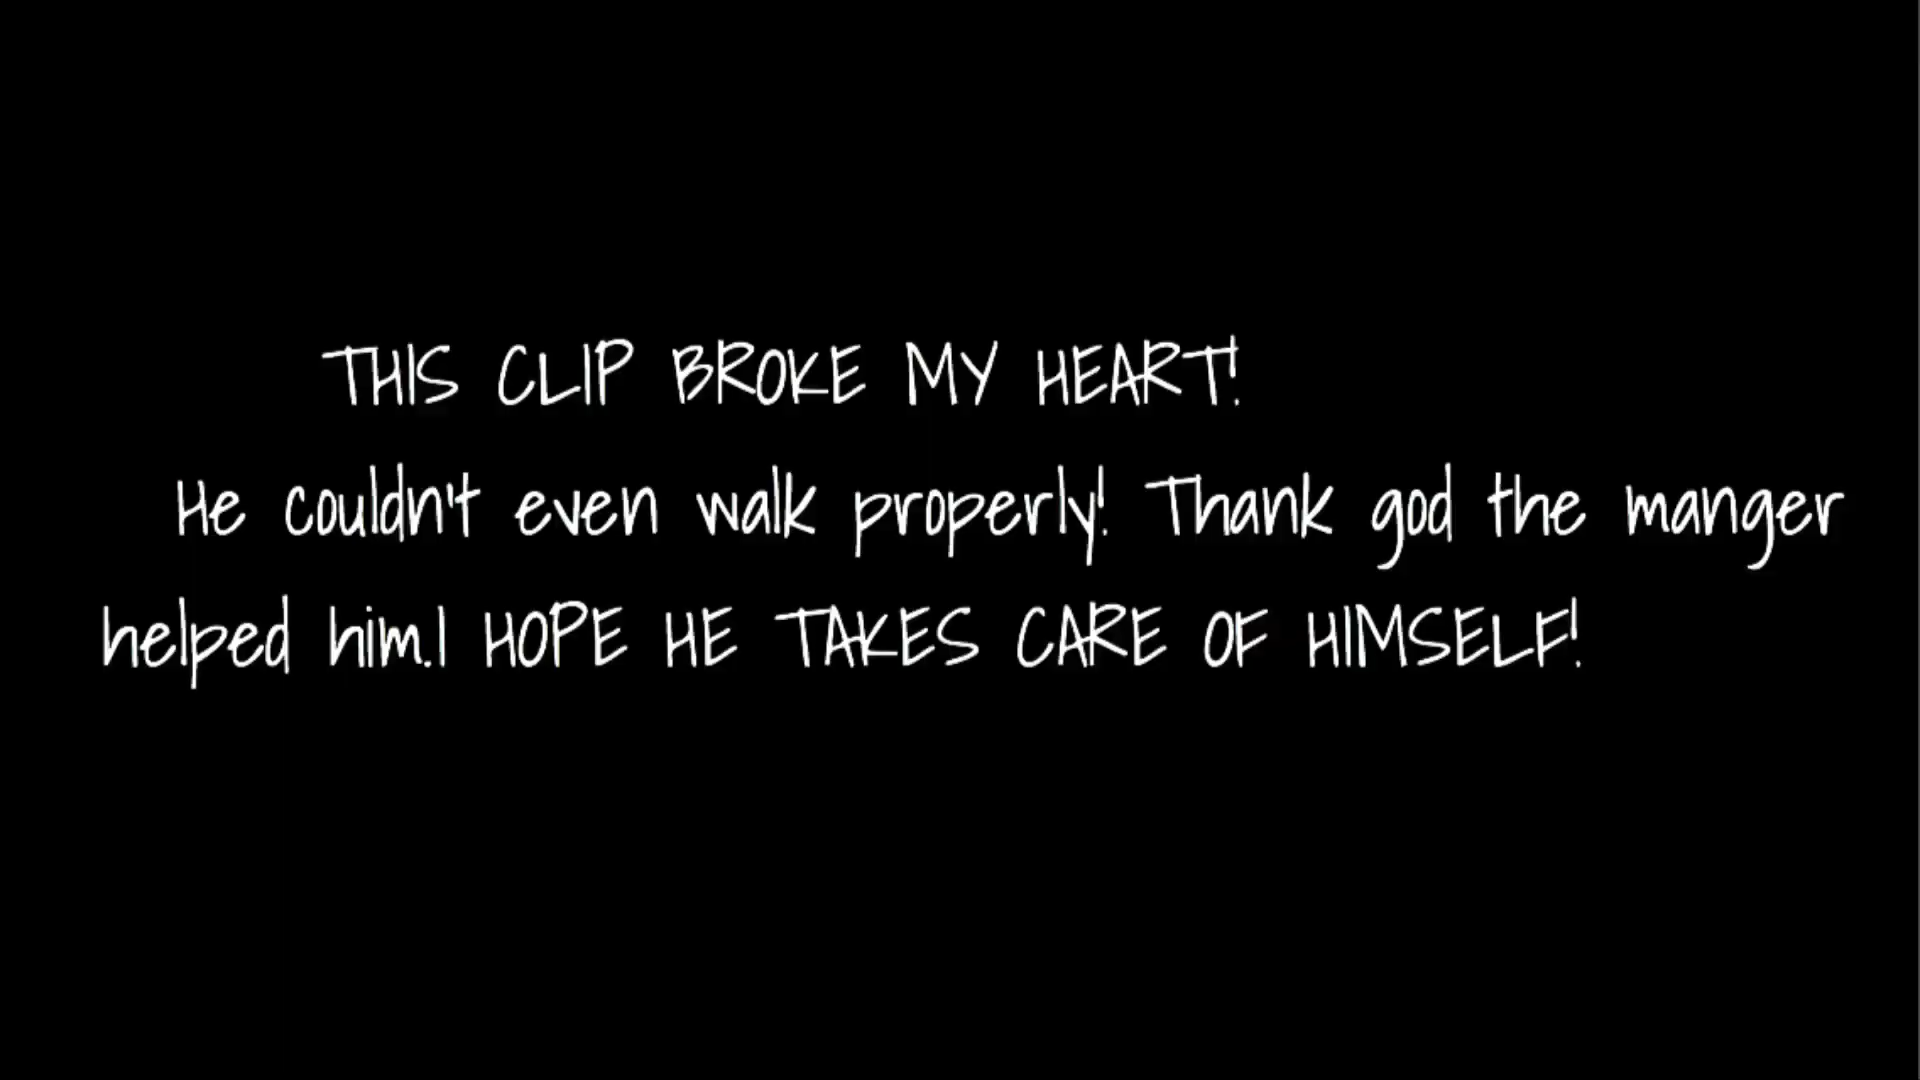 THIS CLIP BROKE MY HEART!
He couldn't even walk properly! Thank god the manger
helped him.I HOPE HE TAKES CARE OF HIMSELF!